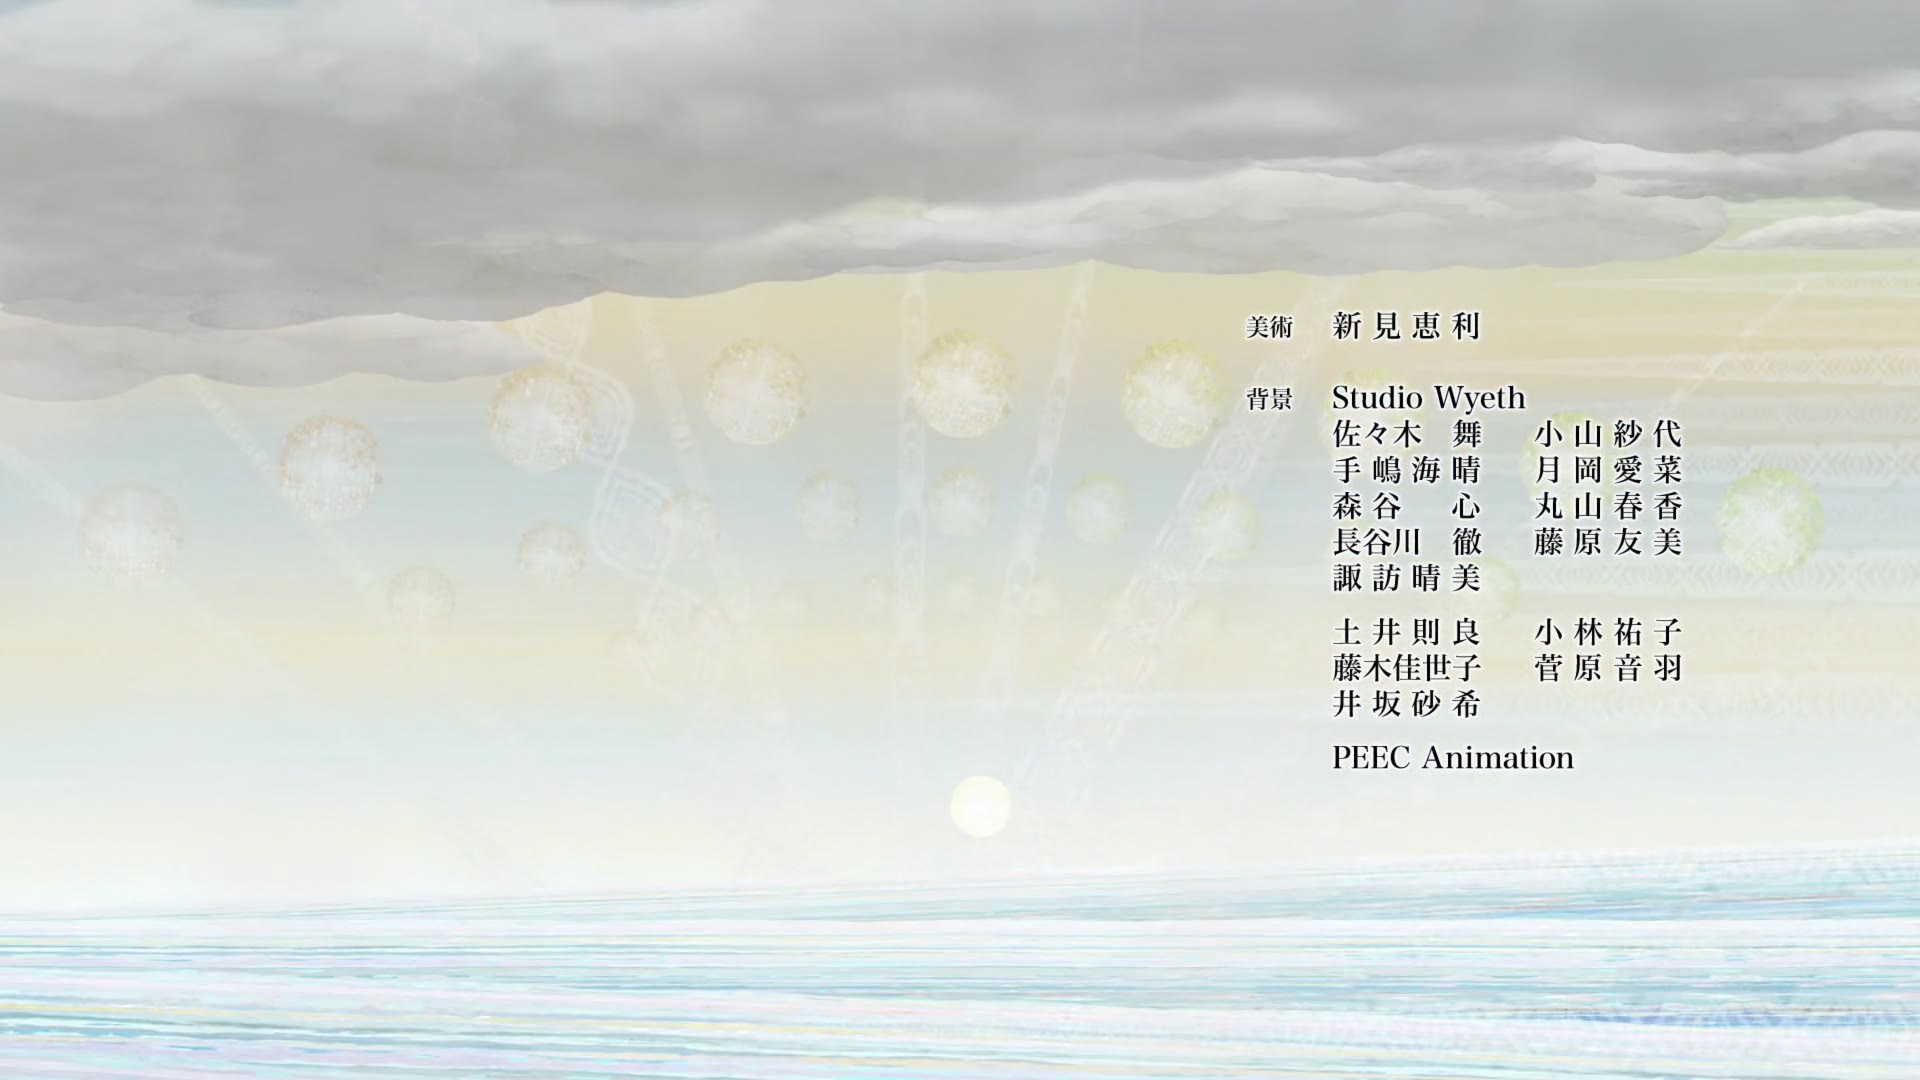 美術 新見恵利
背景 Studio Wyeth
佐々木 舞 小山紗代
手嶋海晴 月岡愛菜
森谷 心 丸山春香
長谷川 徹 藤原友美
諏訪晴美
土井則良 小林祐子
藤木佳世子 菅原音羽
井坂砂希
PEEC Animation